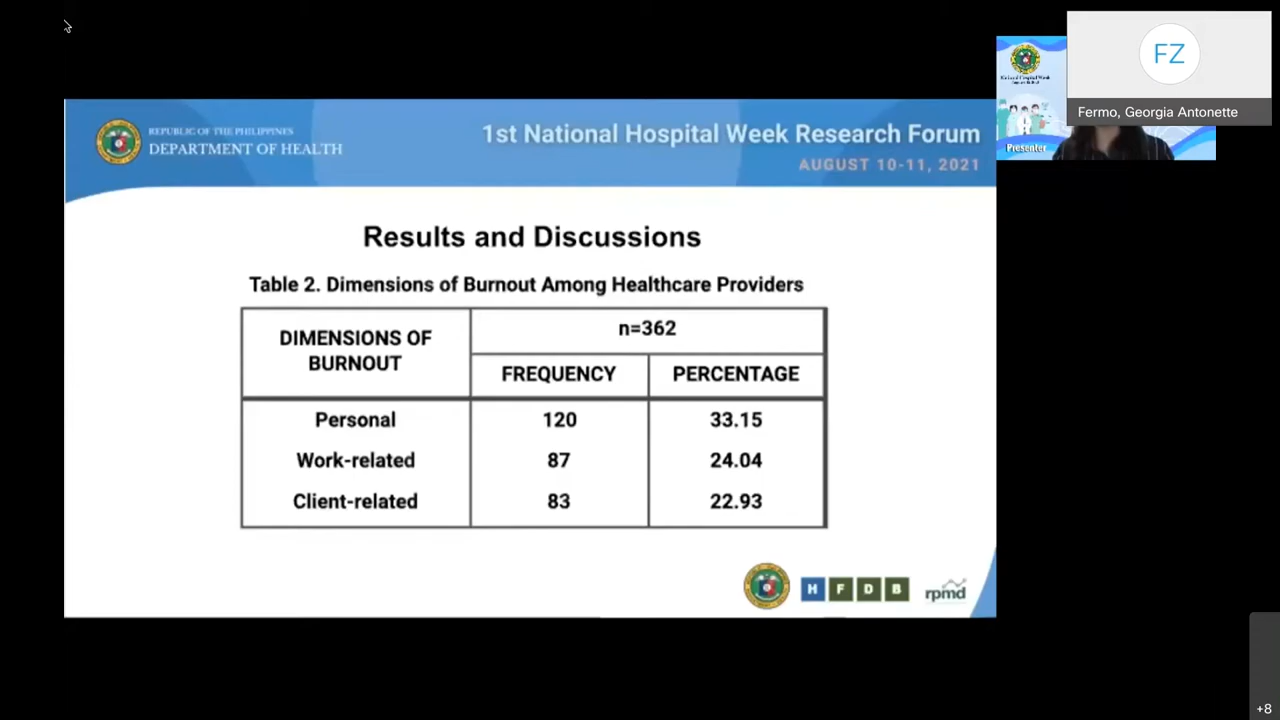 REPUBLIC OF THE PHILIPPINES
DEPARTMENT OF HEALTH
1st National Hospital Week Research Forum
AUGUST 10-11, 2021
Presenter
FZ
Fermo, Georgia Antonette
Results and Discussions
Table 2. Dimensions of Burnout Among Healthcare Providers
DIMENSIONS OF
BURNOUT
n=362
FREQUENCY PERCENTAGE
Personal 120 33.15
Work-related 87 24.04
Client-related 83 22.93
H F D B
rpmd
+8